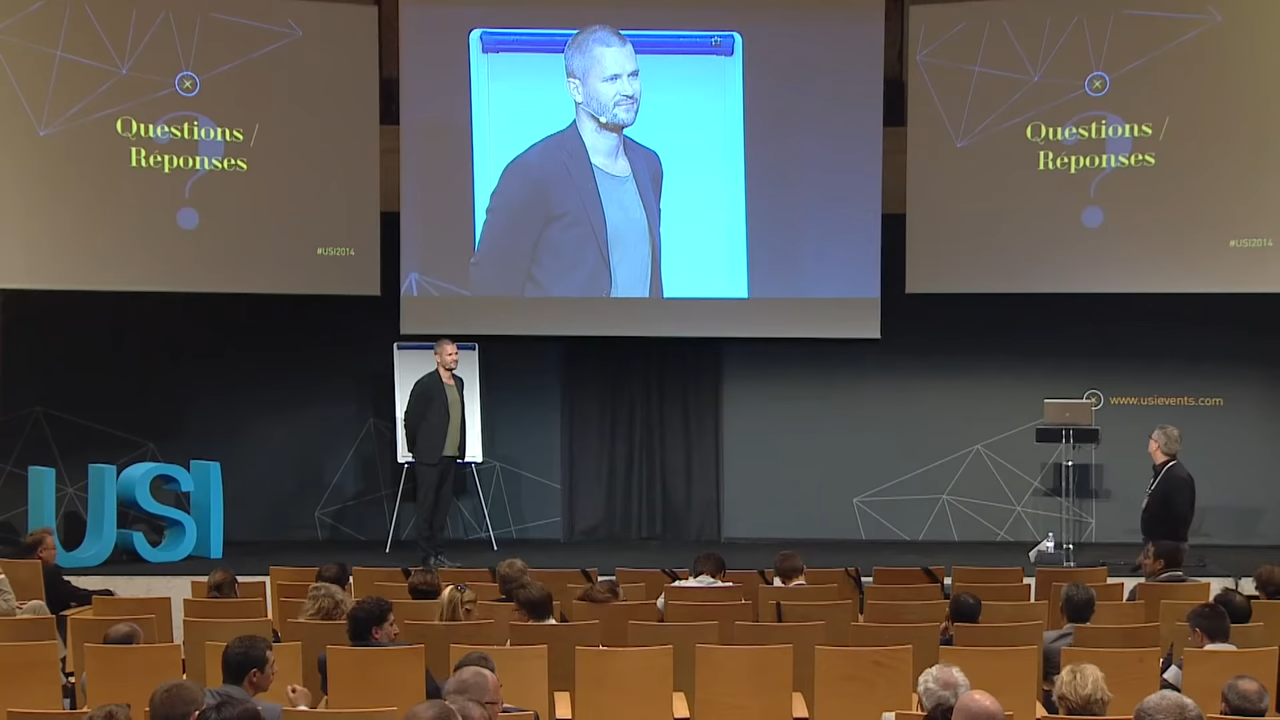 Questions /
Réponses
#USI2014
Questions /
Réponses
#USI2014
www.usievents.com
USI